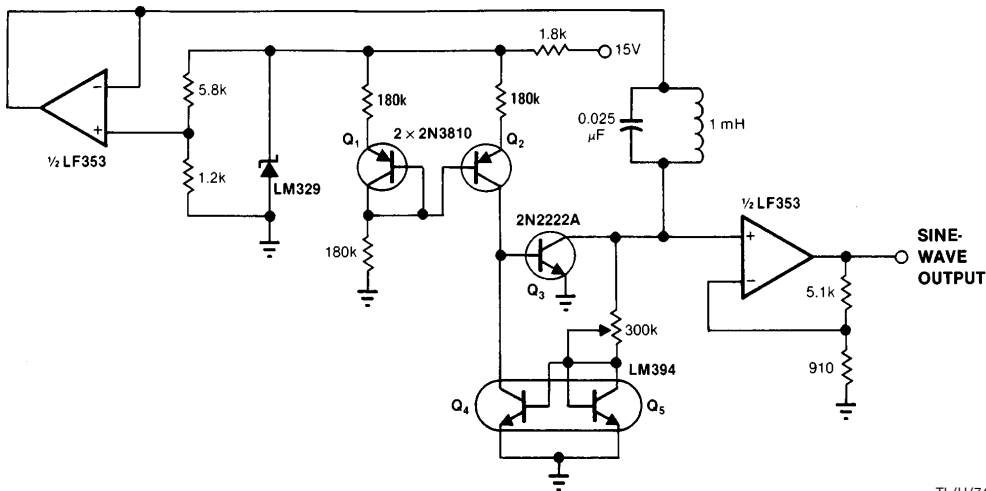 1.8k
15V
5.8k
180k
180k
0.025
µF
1 mH
Q1
2 × 2N3810
Q2
½ LF353
1.2k
LM329
½ LF353
2N2222A
SINE-
WAVE
OUTPUT
180k
Q3
5.1k
300k
LM394
910
Q4
Q5